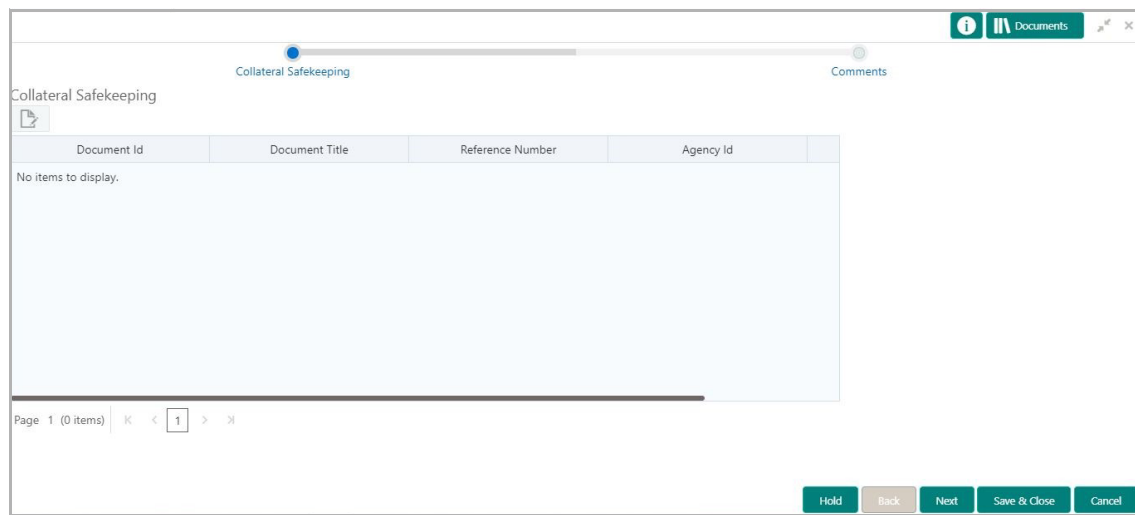 Documents
Collateral Safekeeping
Comments
Collateral Safekeeping
Document Id Document Title Reference Number Agency Id
No items to display.
Page 1 (0 items) 1
Hold Back Next Save & Close Cancel